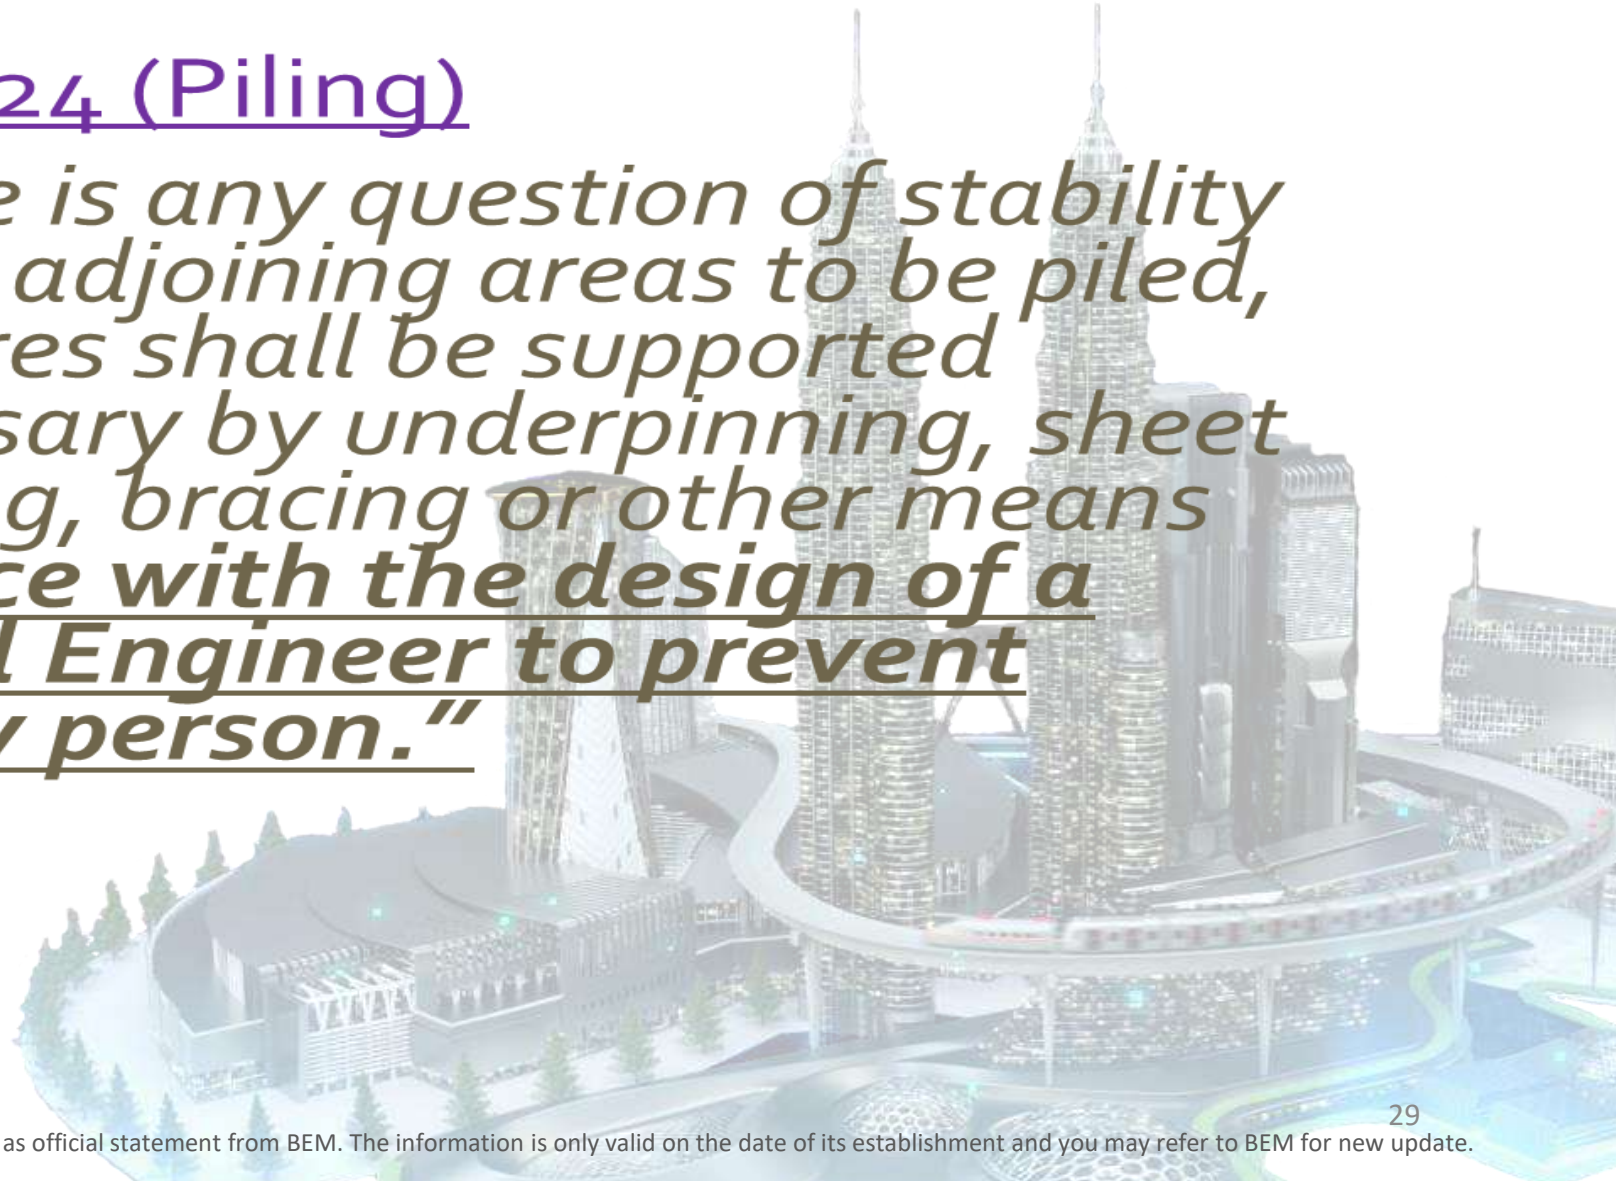 24 (Piling)
e is any question of stability
adjoining areas to be piled,
res shall be supported
sary by underpinning, sheet
g, bracing or other means
ce with the design of a
l Engineer to prevent
y person.”
29
as official statement from BEM. The information is only valid on the date of its establishment and you may refer to BEM for new update.